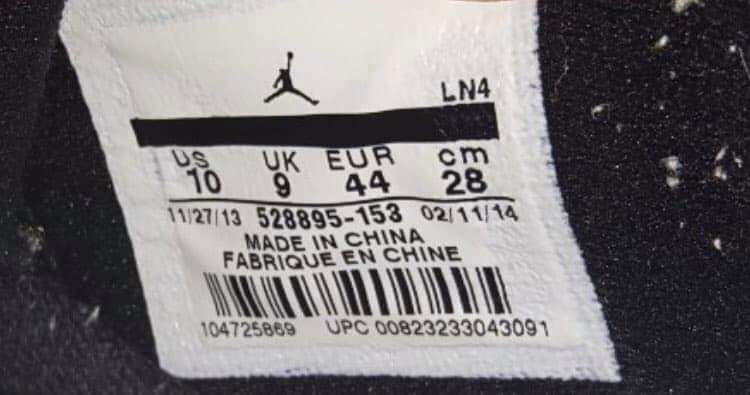 LN4
US UK EUR cm
10 9 44 28
11/27/13 528895-153 02/11/14
MADE IN CHINA
FABRIQUE EN CHINE
104725869 UPC 00823233043091